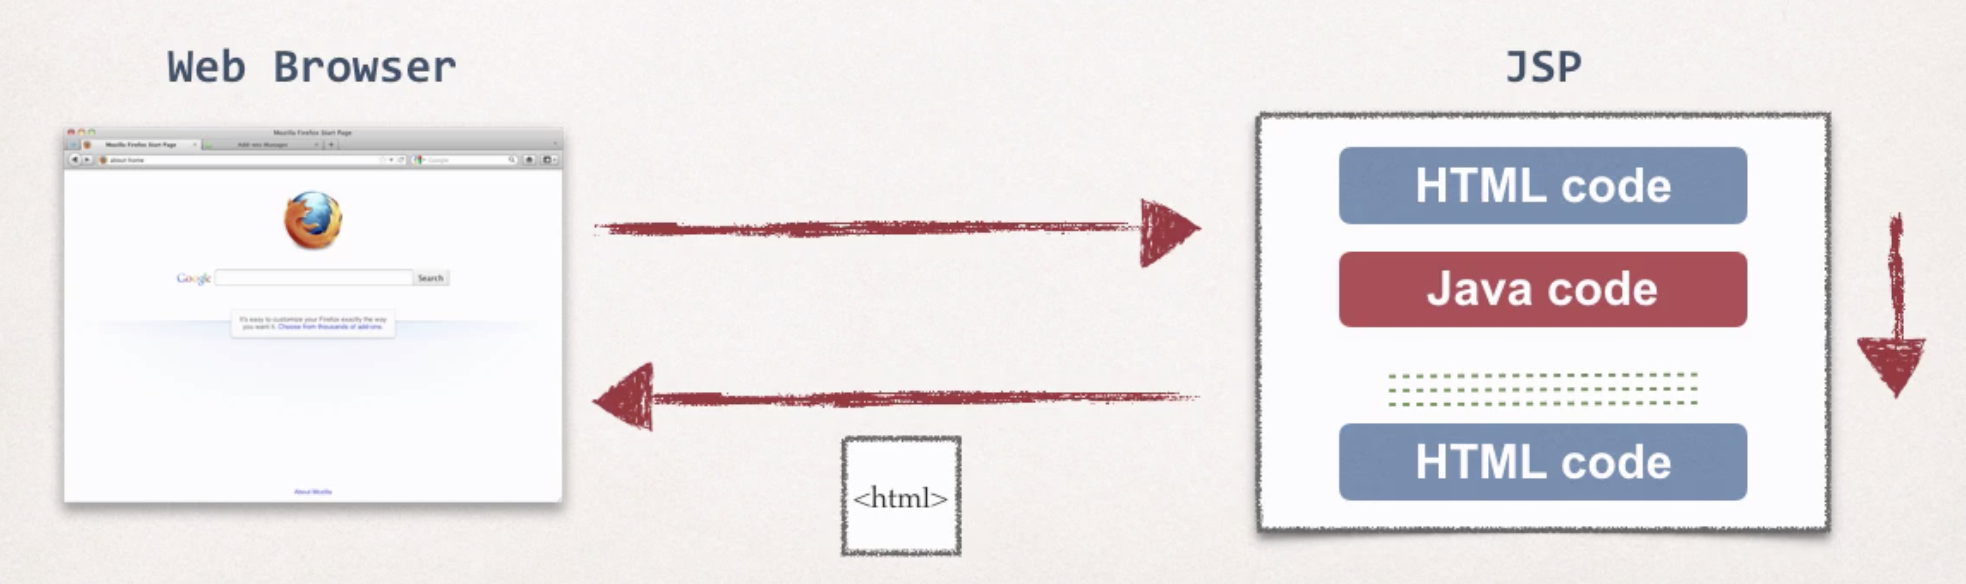 Web Browser
JSP
Mozilla Firefox Start Page
Mozilla Firefox Start Page
Add-ons Manager
about:home
Google
HTML code
Java code
HTML code
Google
Search
It's easy to customize your Firefox exactly the way
you want it. Choose from thousands of add-ons.
About Mozilla
<html>